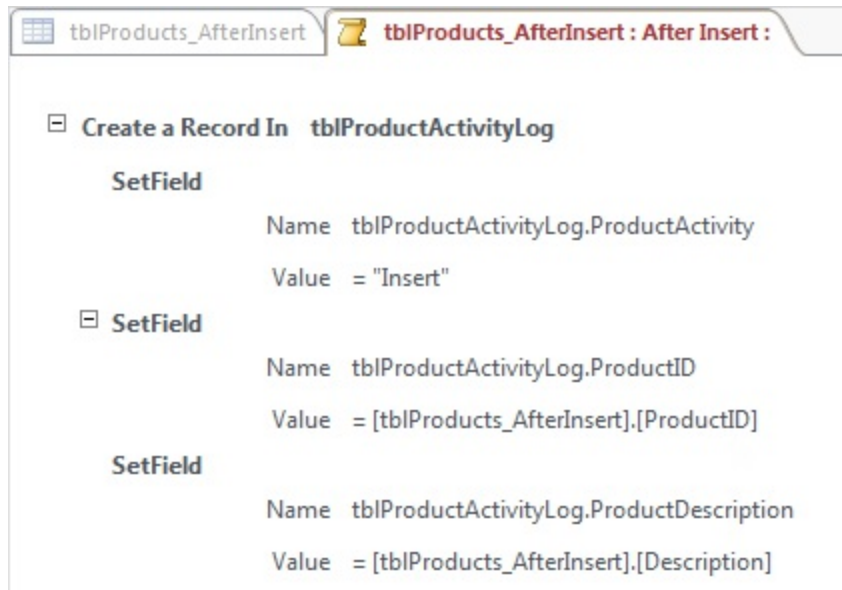 tblProducts_AfterInsert
tblProducts_AfterInsert : After Insert :
Create a Record In tblProductActivityLog
SetField
Name tblProductActivityLog.ProductActivity
Value = "Insert"
SetField
Name tblProductActivityLog.ProductID
Value = [tblProducts_AfterInsert].[ProductID]
SetField
Name tblProductActivityLog.ProductDescription
Value = [tblProducts_AfterInsert].[Description]